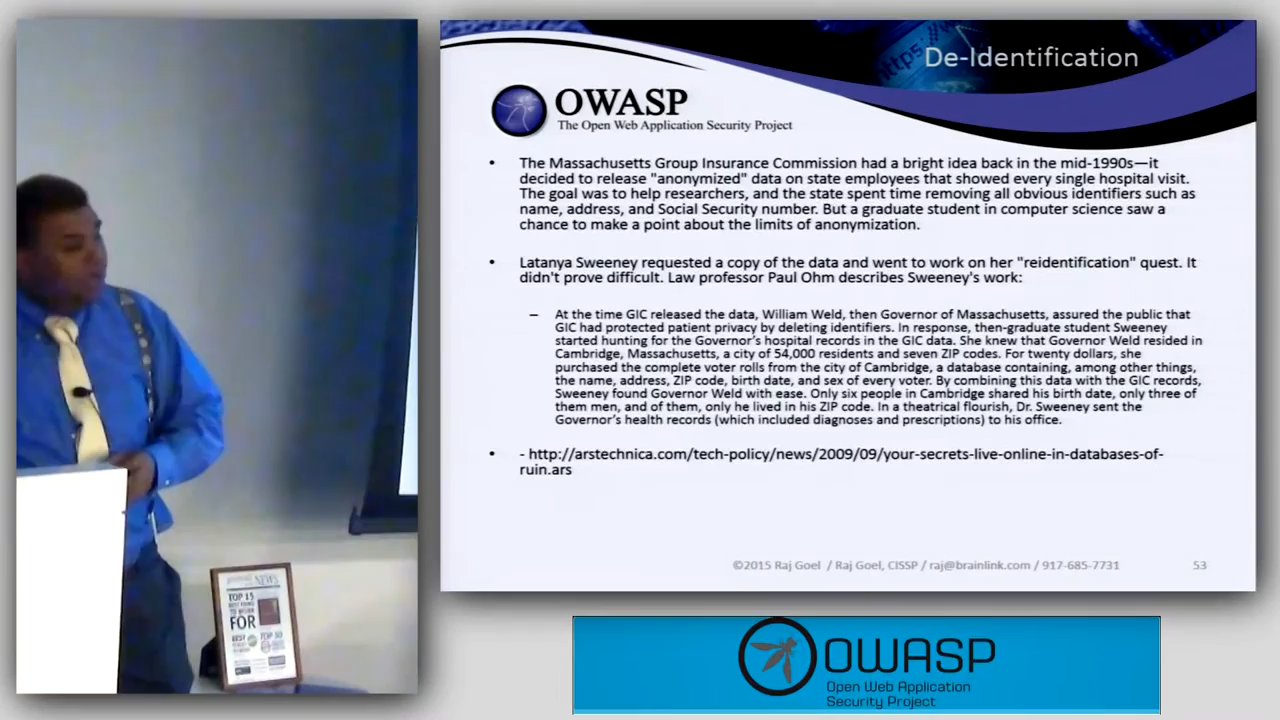 De-Identification
OWASP
The Open Web Application Security Project
• The Massachusetts Group Insurance Commission had a bright idea back in the mid-1990s—it
decided to release "anonymized" data on state employees that showed every single hospital visit.
The goal was to help researchers, and the state spent time removing all obvious identifiers such as
name, address, and Social Security number. But a graduate student in computer science saw a
chance to make a point about the limits of anonymization.
• Latanya Sweeney requested a copy of the data and went to work on her "reidentification" quest. It
didn't prove difficult. Law professor Paul Ohm describes Sweeney's work:
– At the time GIC released the data, William Weld, then Governor of Massachusetts, assured the public that
GIC had protected patient privacy by deleting identifiers. In response, then-graduate student Sweeney
started hunting for the Governor's hospital records in the GIC data. She knew that Governor Weld resided in
Cambridge, Massachusetts, a city of 54,000 residents and seven ZIP codes. For twenty dollars, she
purchased the complete voter rolls from the city of Cambridge, a database containing, among other things,
the name, address, ZIP code, birth date, and sex of every voter. By combining this data with the GIC records,
Sweeney found Governor Weld with ease. Only six people in Cambridge shared his birth date, only three of
them men, and of them, only he lived in his ZIP code. In a theatrical flourish, Dr. Sweeney sent the
Governor's health records (which included diagnoses and prescriptions) to his office.
• - http://arstechnica.com/tech-policy/news/2009/09/your-secrets-live-online-in-databases-of-
ruin.ars
©2015 Raj Goel / Raj Goel, CISSP / raj@brainlink.com / 917-685-7731
53
NEWS
TOP 15
FOR
TOP 10
OWASP
Open Web Application
Security Project